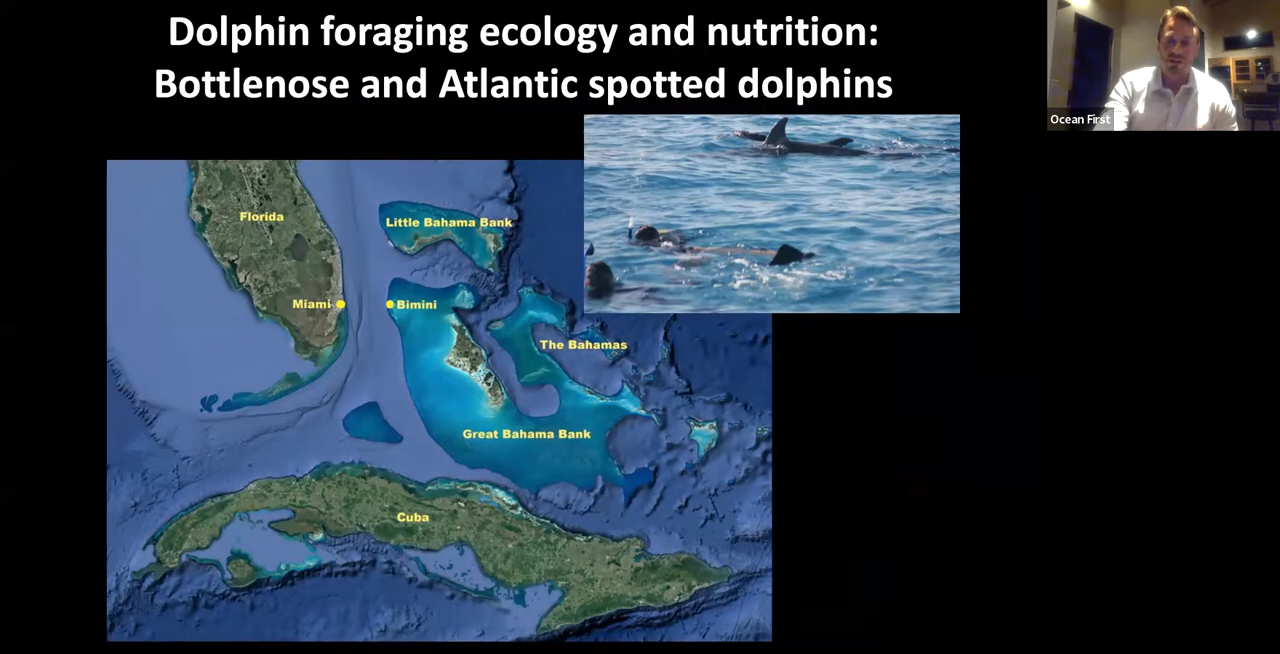 Dolphin foraging ecology and nutrition:
Bottlenose and Atlantic spotted dolphins
Ocean First
Florida
Little Bahama Bank
Miami
Bimini
The Bahamas
Great Bahama Bank
Cuba